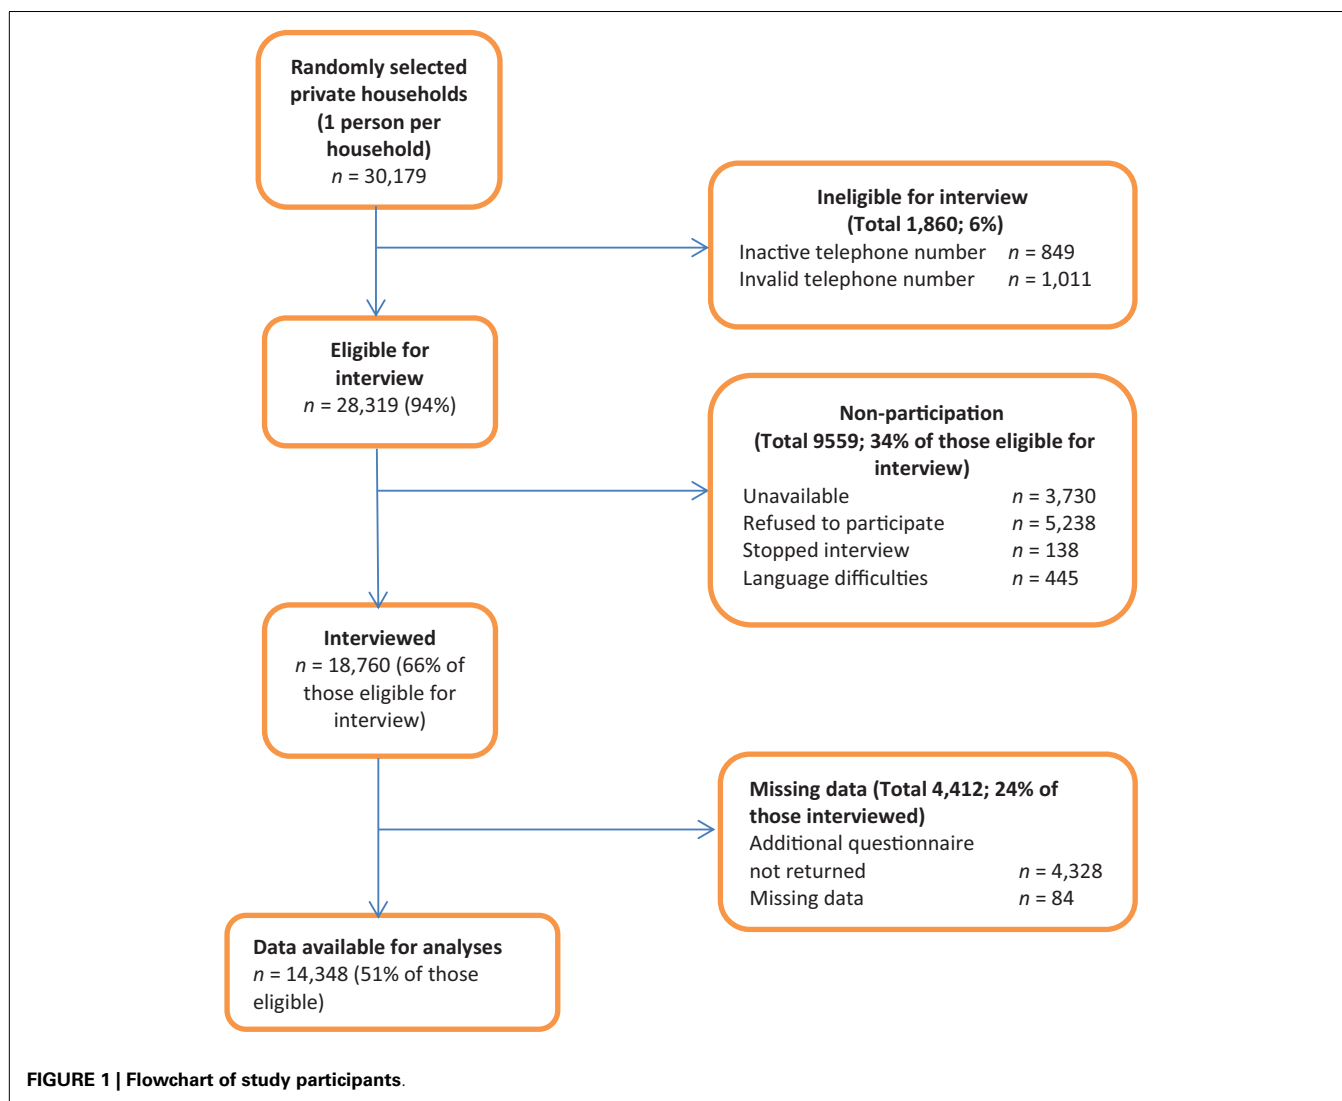 Randomly selected
private households
(1 person per
household)
n = 30,179
Ineligible for interview
(Total 1,860; 6%)
Inactive telephone number n = 849
Invalid telephone number n = 1,011
Eligible for
interview
n = 28,319 (94%)
Non-participation
(Total 9559; 34% of those eligible for
interview)
Unavailable n = 3,730
Refused to participate n = 5,238
Stopped interview n = 138
Language difficulties n = 445
Interviewed
n = 18,760 (66% of
those eligible for
interview)
Missing data (Total 4,412; 24% of
those interviewed)
Additional questionnaire
not returned n = 4,328
Missing data n = 84
Data available for analyses
n = 14,348 (51% of those
eligible)
FIGURE 1 | Flowchart of study participants.